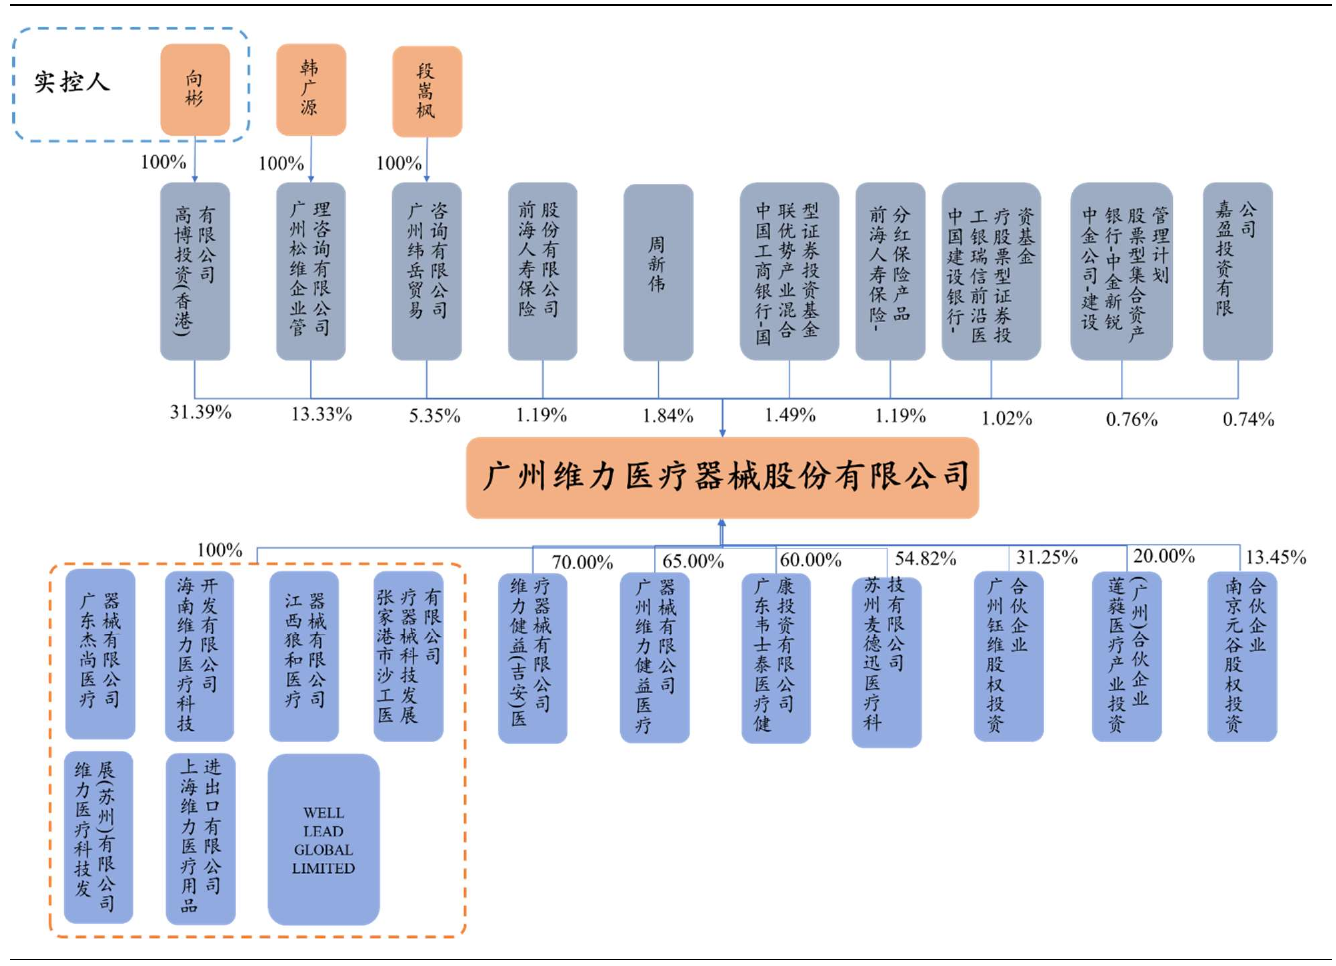 实控人
向彬
韩广源
段嵩枫
100%
100%
100%
高博投资(香港)
有限公司
广州松维企业管
理咨询有限公司
广州纬岳贸易
咨询有限公司
前海人寿保险
股份有限公司
周新伟
中国工商银行-国
联优势产业混合
型证券投资基金
前海人寿保险-
分红保险产品
中国建设银行-
工银瑞信前沿医
疗股票型证券投
资基金
中金公司-建设
银行-中金新锐
股票型集合资产
管理计划
嘉盈投资有限
公司
31.39%
13.33%
5.35%
1.19%
1.84%
1.49%
1.19%
1.02%
0.76%
0.74%
广州维力医疗器械股份有限公司
100%
70.00%
65.00%
60.00%
54.82%
31.25%
20.00%
13.45%
广东杰尚医疗
器械有限公司
海南维力医疗科技
开发有限公司
江西狼和医疗
器械有限公司
张家港市沙工医
疗器械科技发展
有限公司
维力健益(吉安)医
疗器械有限公司
广州维力健益医疗
器械有限公司
广东韦士泰医疗健
康投资有限公司
苏州麦德迅医疗科
技有限公司
广州钰维股权投资
合伙企业
莲蕤医疗产业投资
(广州)合伙企业
南京元谷股权投资
合伙企业
维力医疗科技发
展(苏州)有限公司
上海维力医疗用品
进出口有限公司
WELL
LEAD
GLOBAL
LIMITED